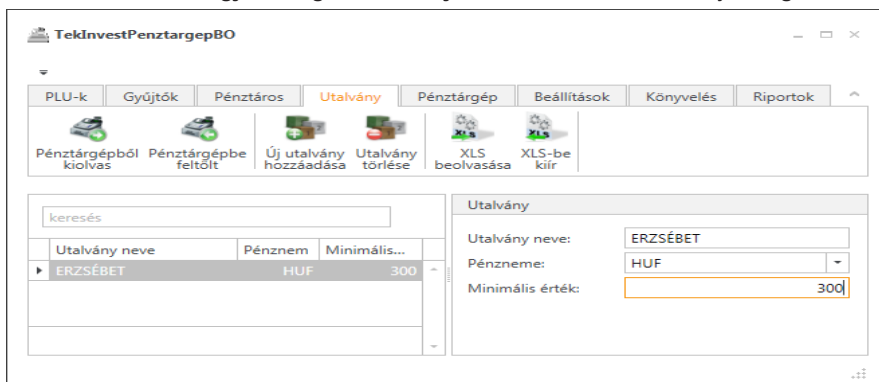 TekInvestPenztargepBO
PLU-k Gyűjtők Pénztáros Utalvány Pénztárgép Beállítások Könyvelés Riportok
Pénztárgépből Pénztárgépbe Új utalvány Utalvány XLS XLS-be
kiolvas feltölt hozzáadása törlése beolvasása kiír
Utalvány
keresés
Utalvány neve: ERZSÉBET
Utalvány neve Pénznem Minimális...
Pénzneme: HUF
ERZSÉBET HUF 300
Minimális érték: 300